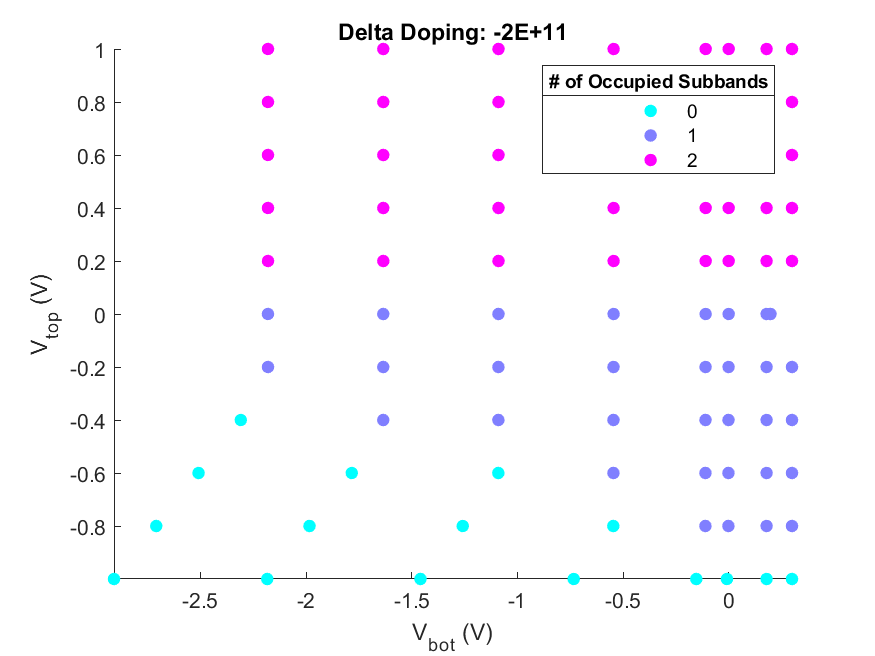 Delta Doping: -2E+11
# of Occupied Subbands
0
1
2
1
0.8
0.6
0.4
0.2
0
-0.2
-0.4
-0.6
-0.8
V_top (V)
-2.5 -2 -1.5 -1 -0.5 0
V_bot (V)